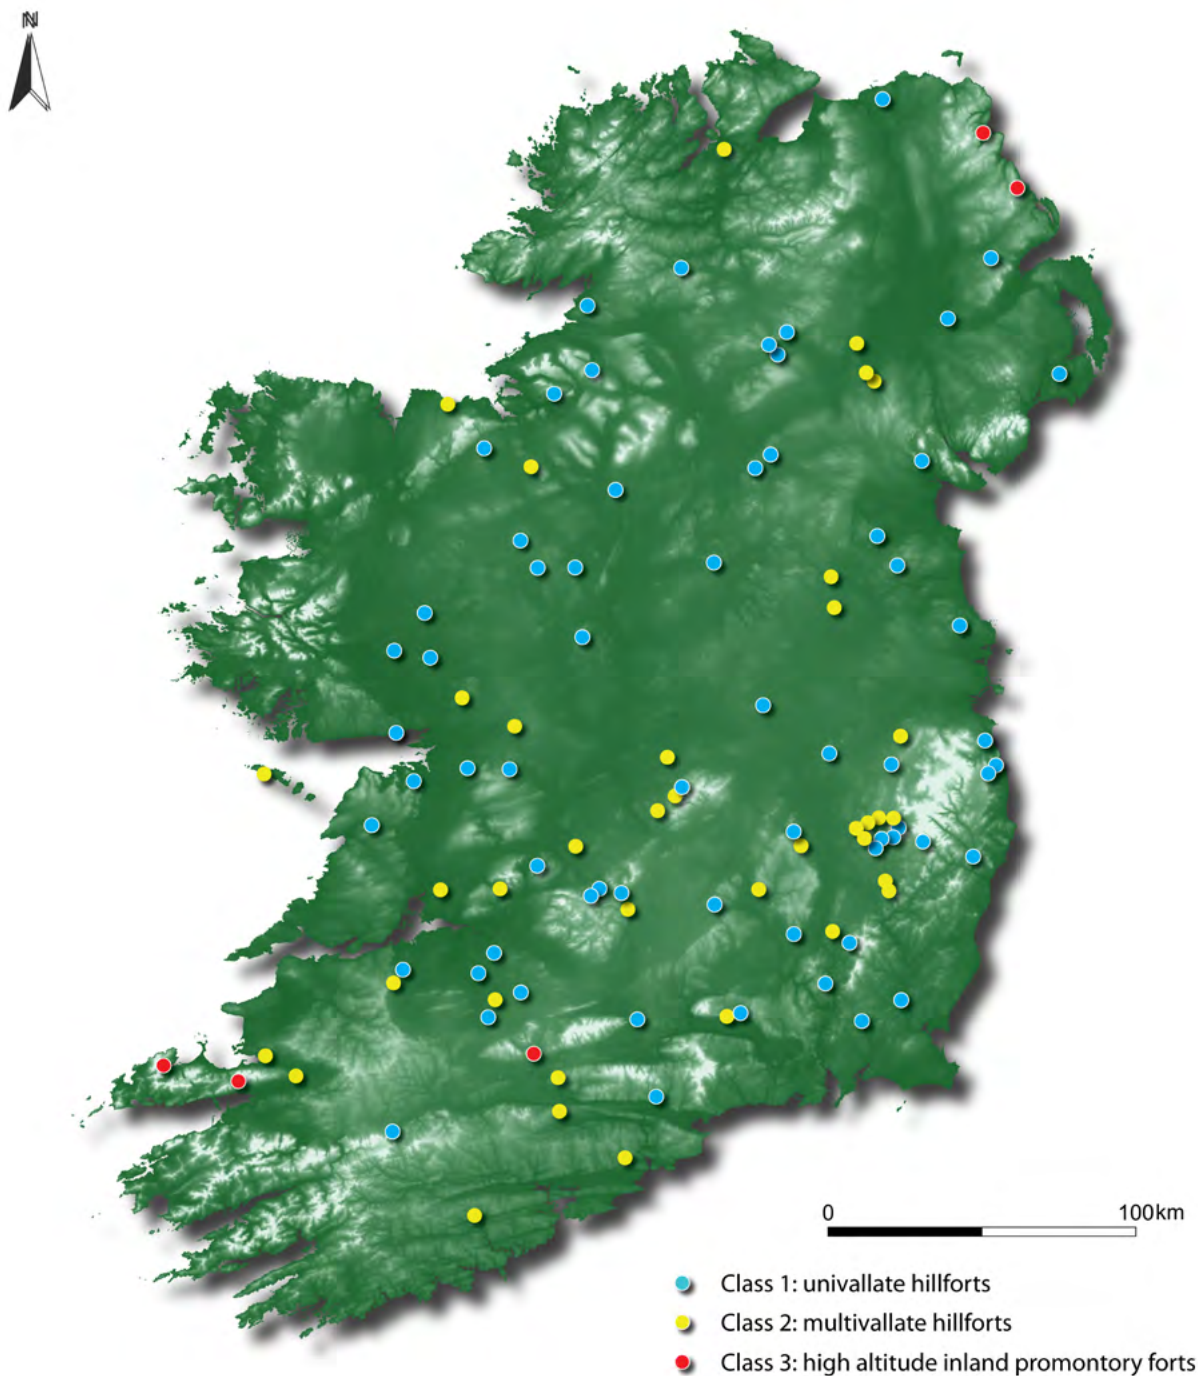 N
0 100km
Class 1: univallate hillforts
Class 2: multivallate hillforts
Class 3: high altitude inland promontory forts